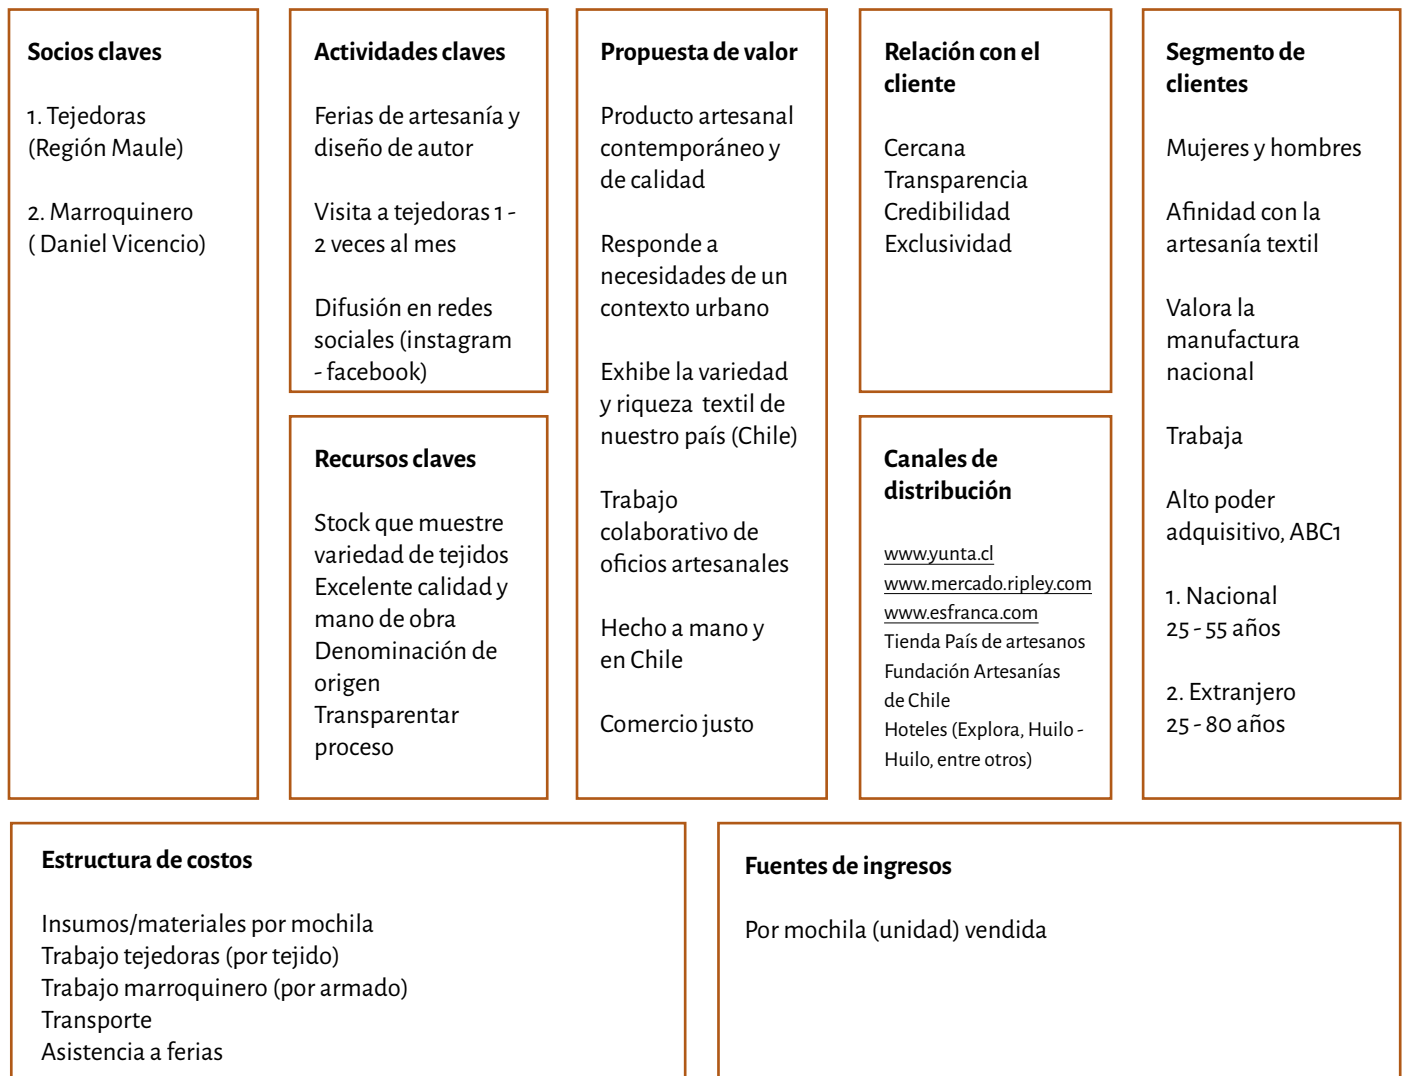 Socios claves
1. Tejedoras
(Región Maule)
2. Marroquinero
( Daniel Vicencio)
Actividades claves
Ferias de artesanía y
diseño de autor
Visita a tejedoras 1 -
2 veces al mes
Difusión en redes
sociales (instagram
- facebook)
Recursos claves
Stock que muestre
variedad de tejidos
Excelente calidad y
mano de obra
Denominación de
origen
Transparentar
proceso
Propuesta de valor
Producto artesanal
contemporáneo y
de calidad
Responde a
necesidades de un
contexto urbano
Exhibe la variedad
y riqueza  textil de
nuestro país (Chile)
Trabajo
colaborativo de
oficios artesanales
Hecho a mano y
en Chile
Comercio justo
Relación con el
cliente
Cercana
Transparencia
Credibilidad
Exclusividad
Canales de
distribución
www.yunta.cl
www.mercado.ripley.com
www.esfranca.com
Tienda País de artesanos
Fundación Artesanías
de Chile
Hoteles (Explora, Huilo -
Huilo, entre otros)
Segmento de
clientes
Mujeres y hombres
Afinidad con la
artesanía textil
Valora la
manufactura
nacional
Trabaja
Alto poder
adquisitivo, ABC1
1. Nacional
25 - 55 años
2. Extranjero
25 - 80 años
Estructura de costos
Insumos/materiales por mochila
Trabajo tejedoras (por tejido)
Trabajo marroquinero (por armado)
Transporte
Asistencia a ferias
Fuentes de ingresos
Por mochila (unidad) vendida